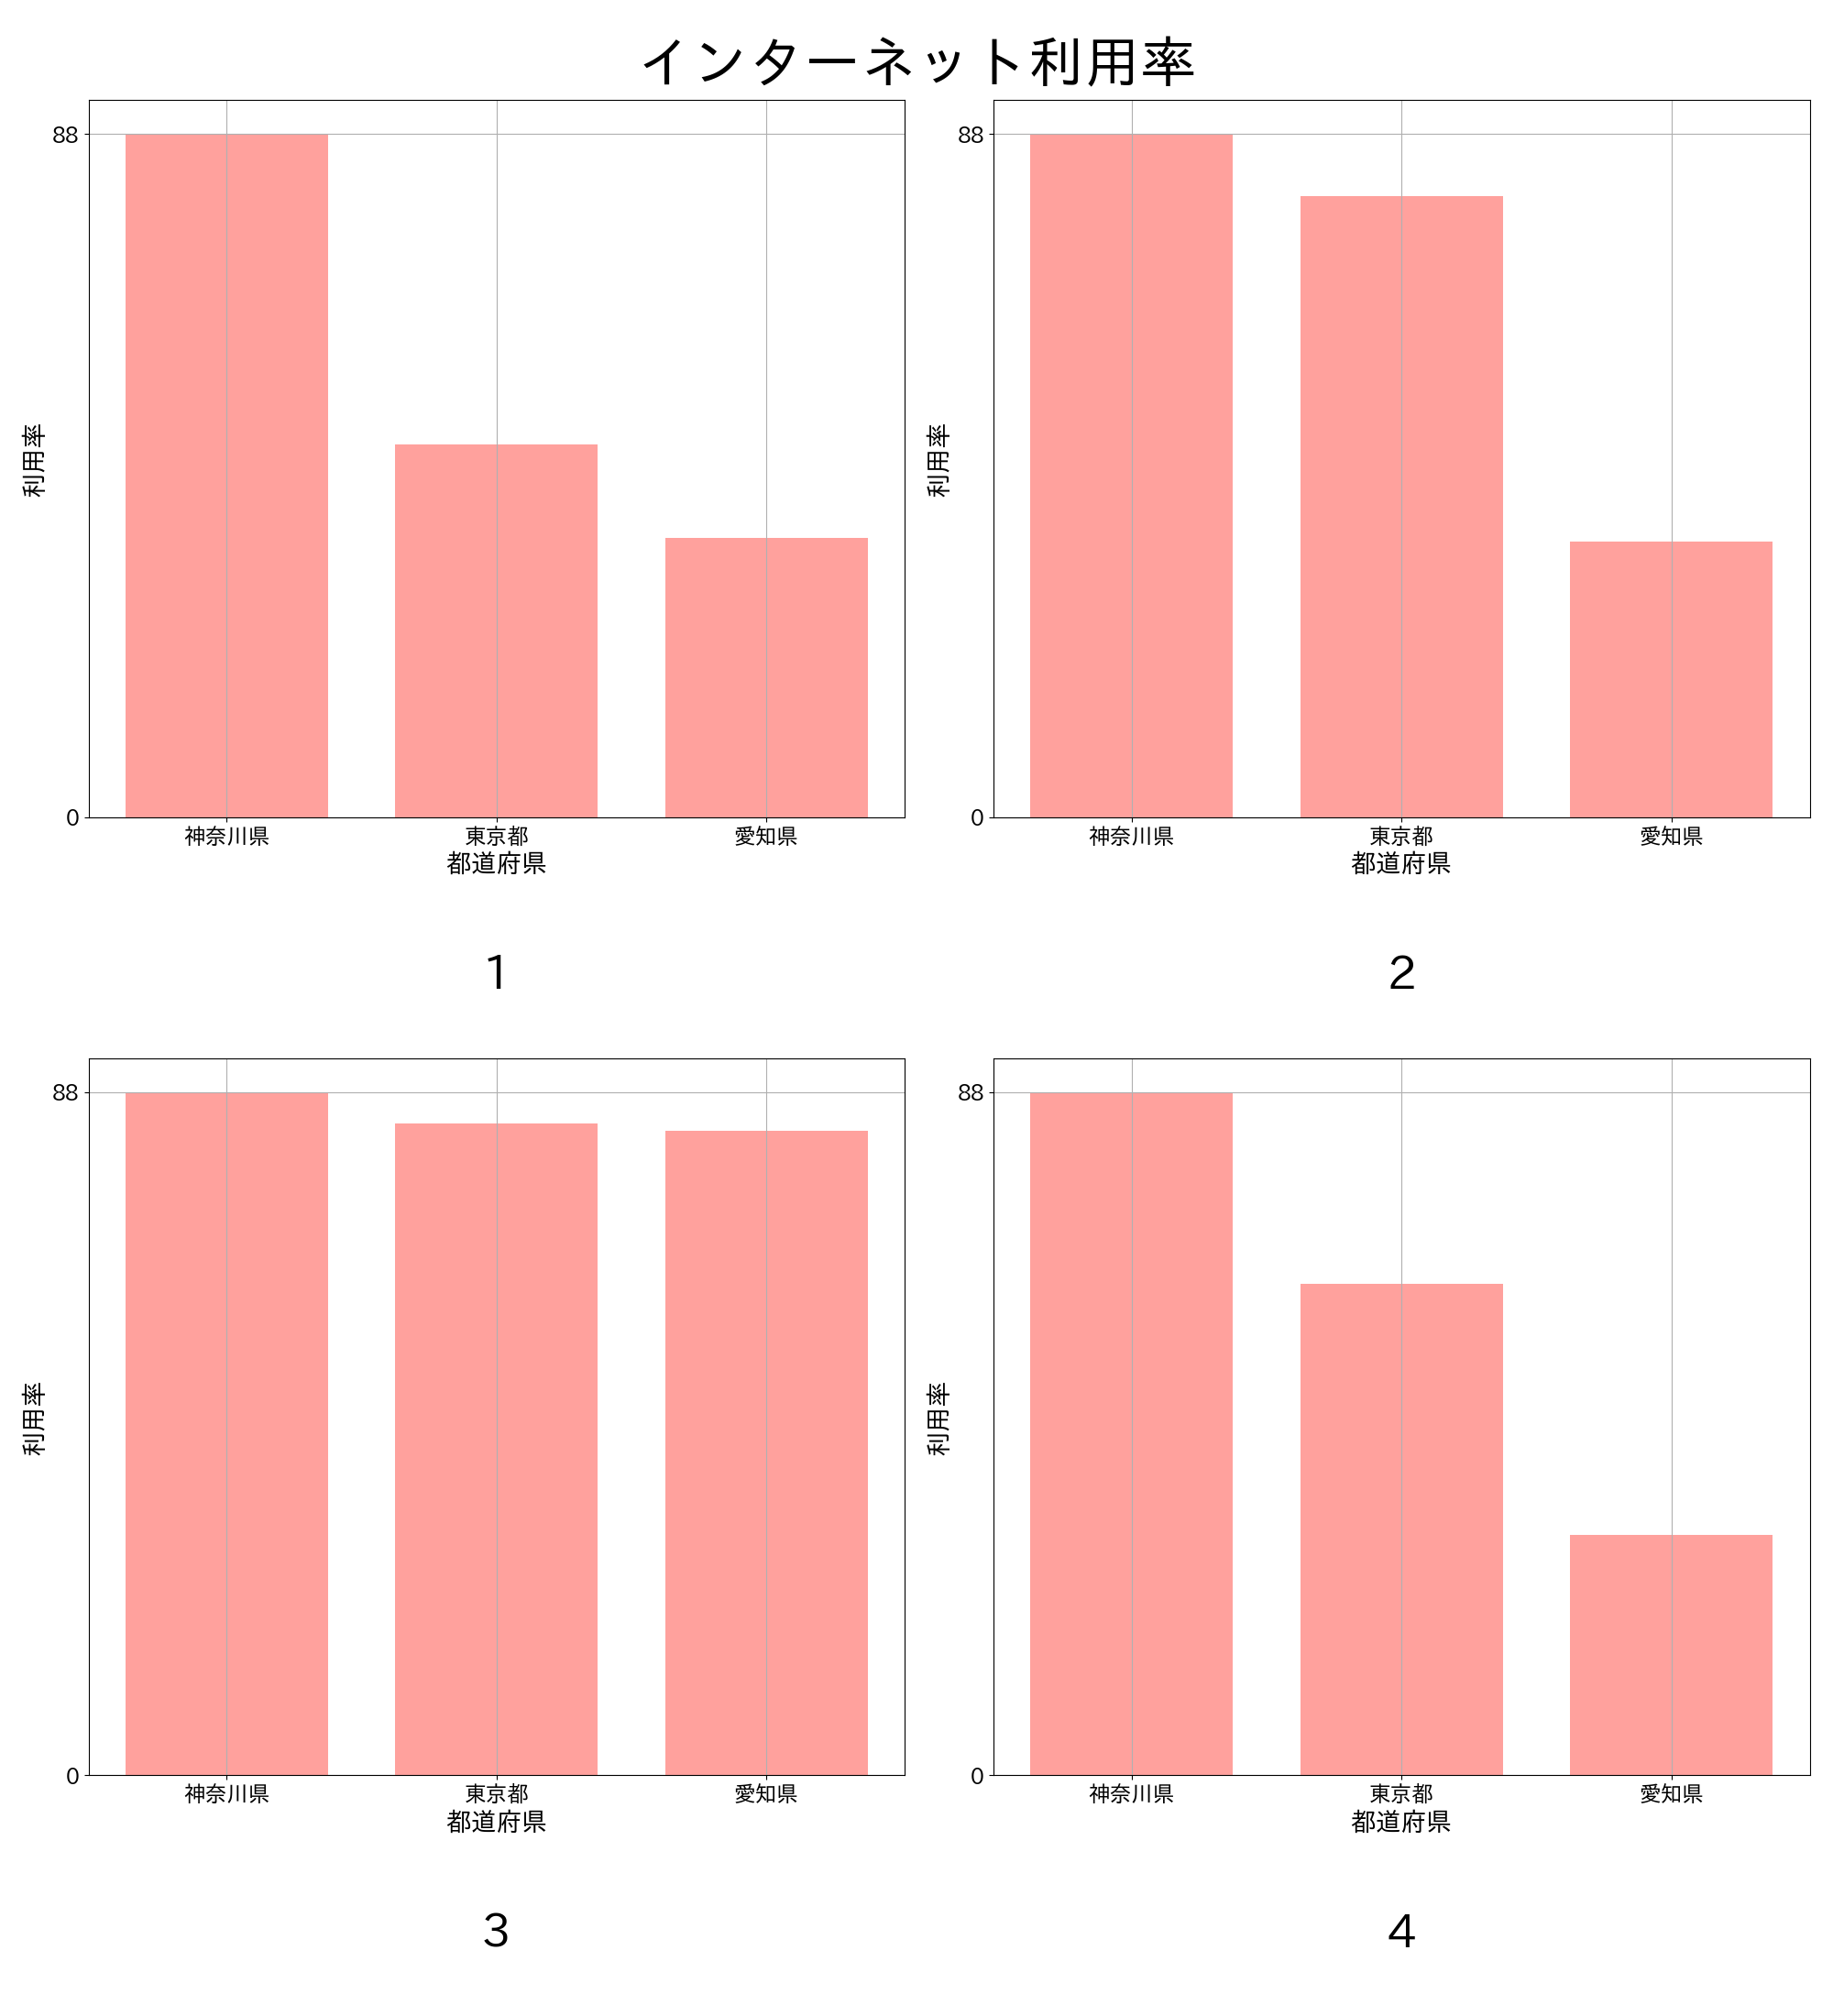 インターネット利用率
88
0
利用率
神奈川県 東京都 愛知県
都道府県
1
88
0
利用率
神奈川県 東京都 愛知県
都道府県
2
88
0
利用率
神奈川県 東京都 愛知県
都道府県
3
88
0
利用率
神奈川県 東京都 愛知県
都道府県
4